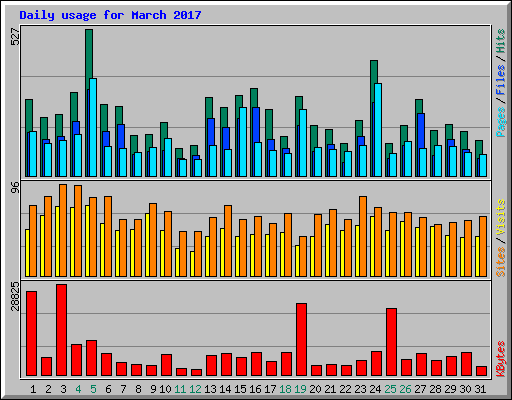 Daily usage for March 2017
527
Pages / Files / Hits
96
Sites / Visits
28825
KBytes
1 2 3 4 5 6 7 8 9 10 11 12 13 14 15 16 17 18 19 20 21 22 23 24 25 26 27 28 29 30 31